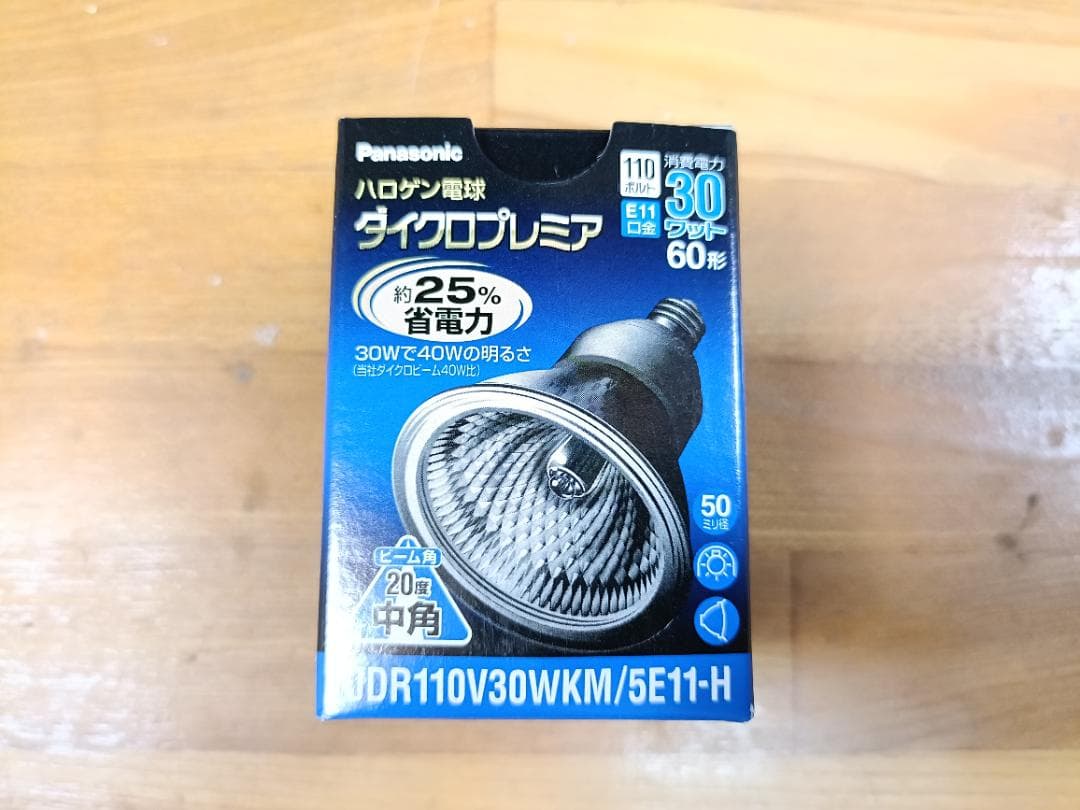 Panasonic
ハロゲン電球
ダイクロプレミア
110
ボルト
E11
口金
消費電力
30
ワット
60形
約25%
省電力
30Wで40Wの明るさ
(当社ダイクロビーム40W比)
50
ミリ径
ビーム角
20度
中角
JDR110V30WKM/5E11-H